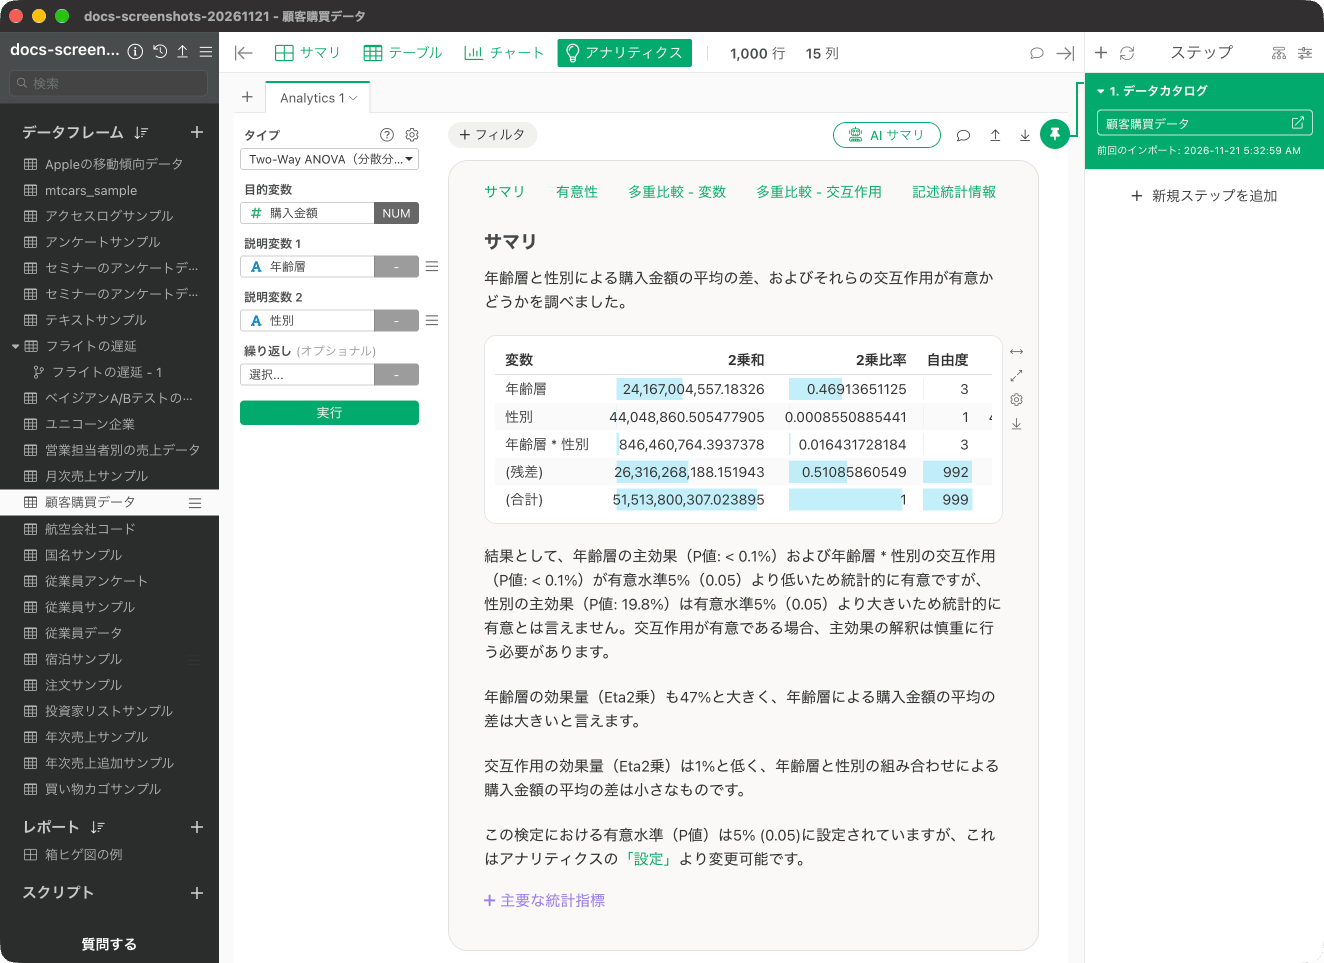 docs-screenshots-20261121 - 顧客購買データ
docs-screen...
検索
データフレーム
Appleの移動傾向データ
mtcars_sample
アクセスログサンプル
アンケートサンプル
セミナーのアンケートデ...
セミナーのアンケートデ...
テキストサンプル
フライトの遅延
フライトの遅延 - 1
ベイジアンA/Bテストの...
ユニコーン企業
営業担当者別の売上データ
月次売上サンプル
顧客購買データ
航空会社コード
国名サンプル
従業員アンケート
従業員サンプル
従業員データ
宿泊サンプル
注文サンプル
投資家リストサンプル
年次売上サンプル
年次売上追加サンプル
買い物カゴサンプル
レポート
箱ヒゲ図の例
スクリプト
質問する
サマリ
テーブル
チャート
アナリティクス
1,000 行
15 列
Analytics 1
タイプ
Two-Way ANOVA（分散分...
目的変数
# 購入金額 NUM
説明変数 1
A 年齢層 -
説明変数 2
A 性別 -
繰り返し (オプショナル)
選択... -
実行
+ フィルタ
AI サマリ
サマリ 有意性 多重比較 - 変数 多重比較 - 交互作用 記述統計情報
サマリ
年齢層と性別による購入金額の平均の差、およびそれらの交互作用が有意か
どうかを調べました。
変数 2乗和 2乗比率 自由度
年齢層 24,167,004,557.18326 0.46913651125 3
性別 44,048,860.505477905 0.0008550885441 1
年齢層 * 性別 846,460,764.3937378 0.016431728184 3
(残差) 26,316,268,188.151943 0.51085860549 992
(合計) 51,513,800,307.023895 1 999
結果として、年齢層の主効果（P値: < 0.1%）および年齢層 * 性別の交互作用
（P値: < 0.1%）が有意水準5%（0.05）より低いため統計的に有意ですが、
性別の主効果（P値: 19.8%）は有意水準5%（0.05）より大きいため統計的に
有意とは言えません。交互作用が有意である場合、主効果の解釈は慎重に行
う必要があります。
年齢層の効果量（Eta2乗）も47%と大きく、年齢層による購入金額の平均の
差は大きいと言えます。
交互作用の効果量（Eta2乗）は1%と低く、年齢層と性別の組み合わせによる
購入金額の平均の差は小さなものです。
この検定における有意水準（P値）は5% (0.05)に設定されていますが、これ
はアナリティクスの「設定」より変更可能です。
+ 主要な統計指標
ステップ
1. データカタログ
顧客購買データ
前回のインポート: 2026-11-21 5:32:59 AM
+ 新規ステップを追加